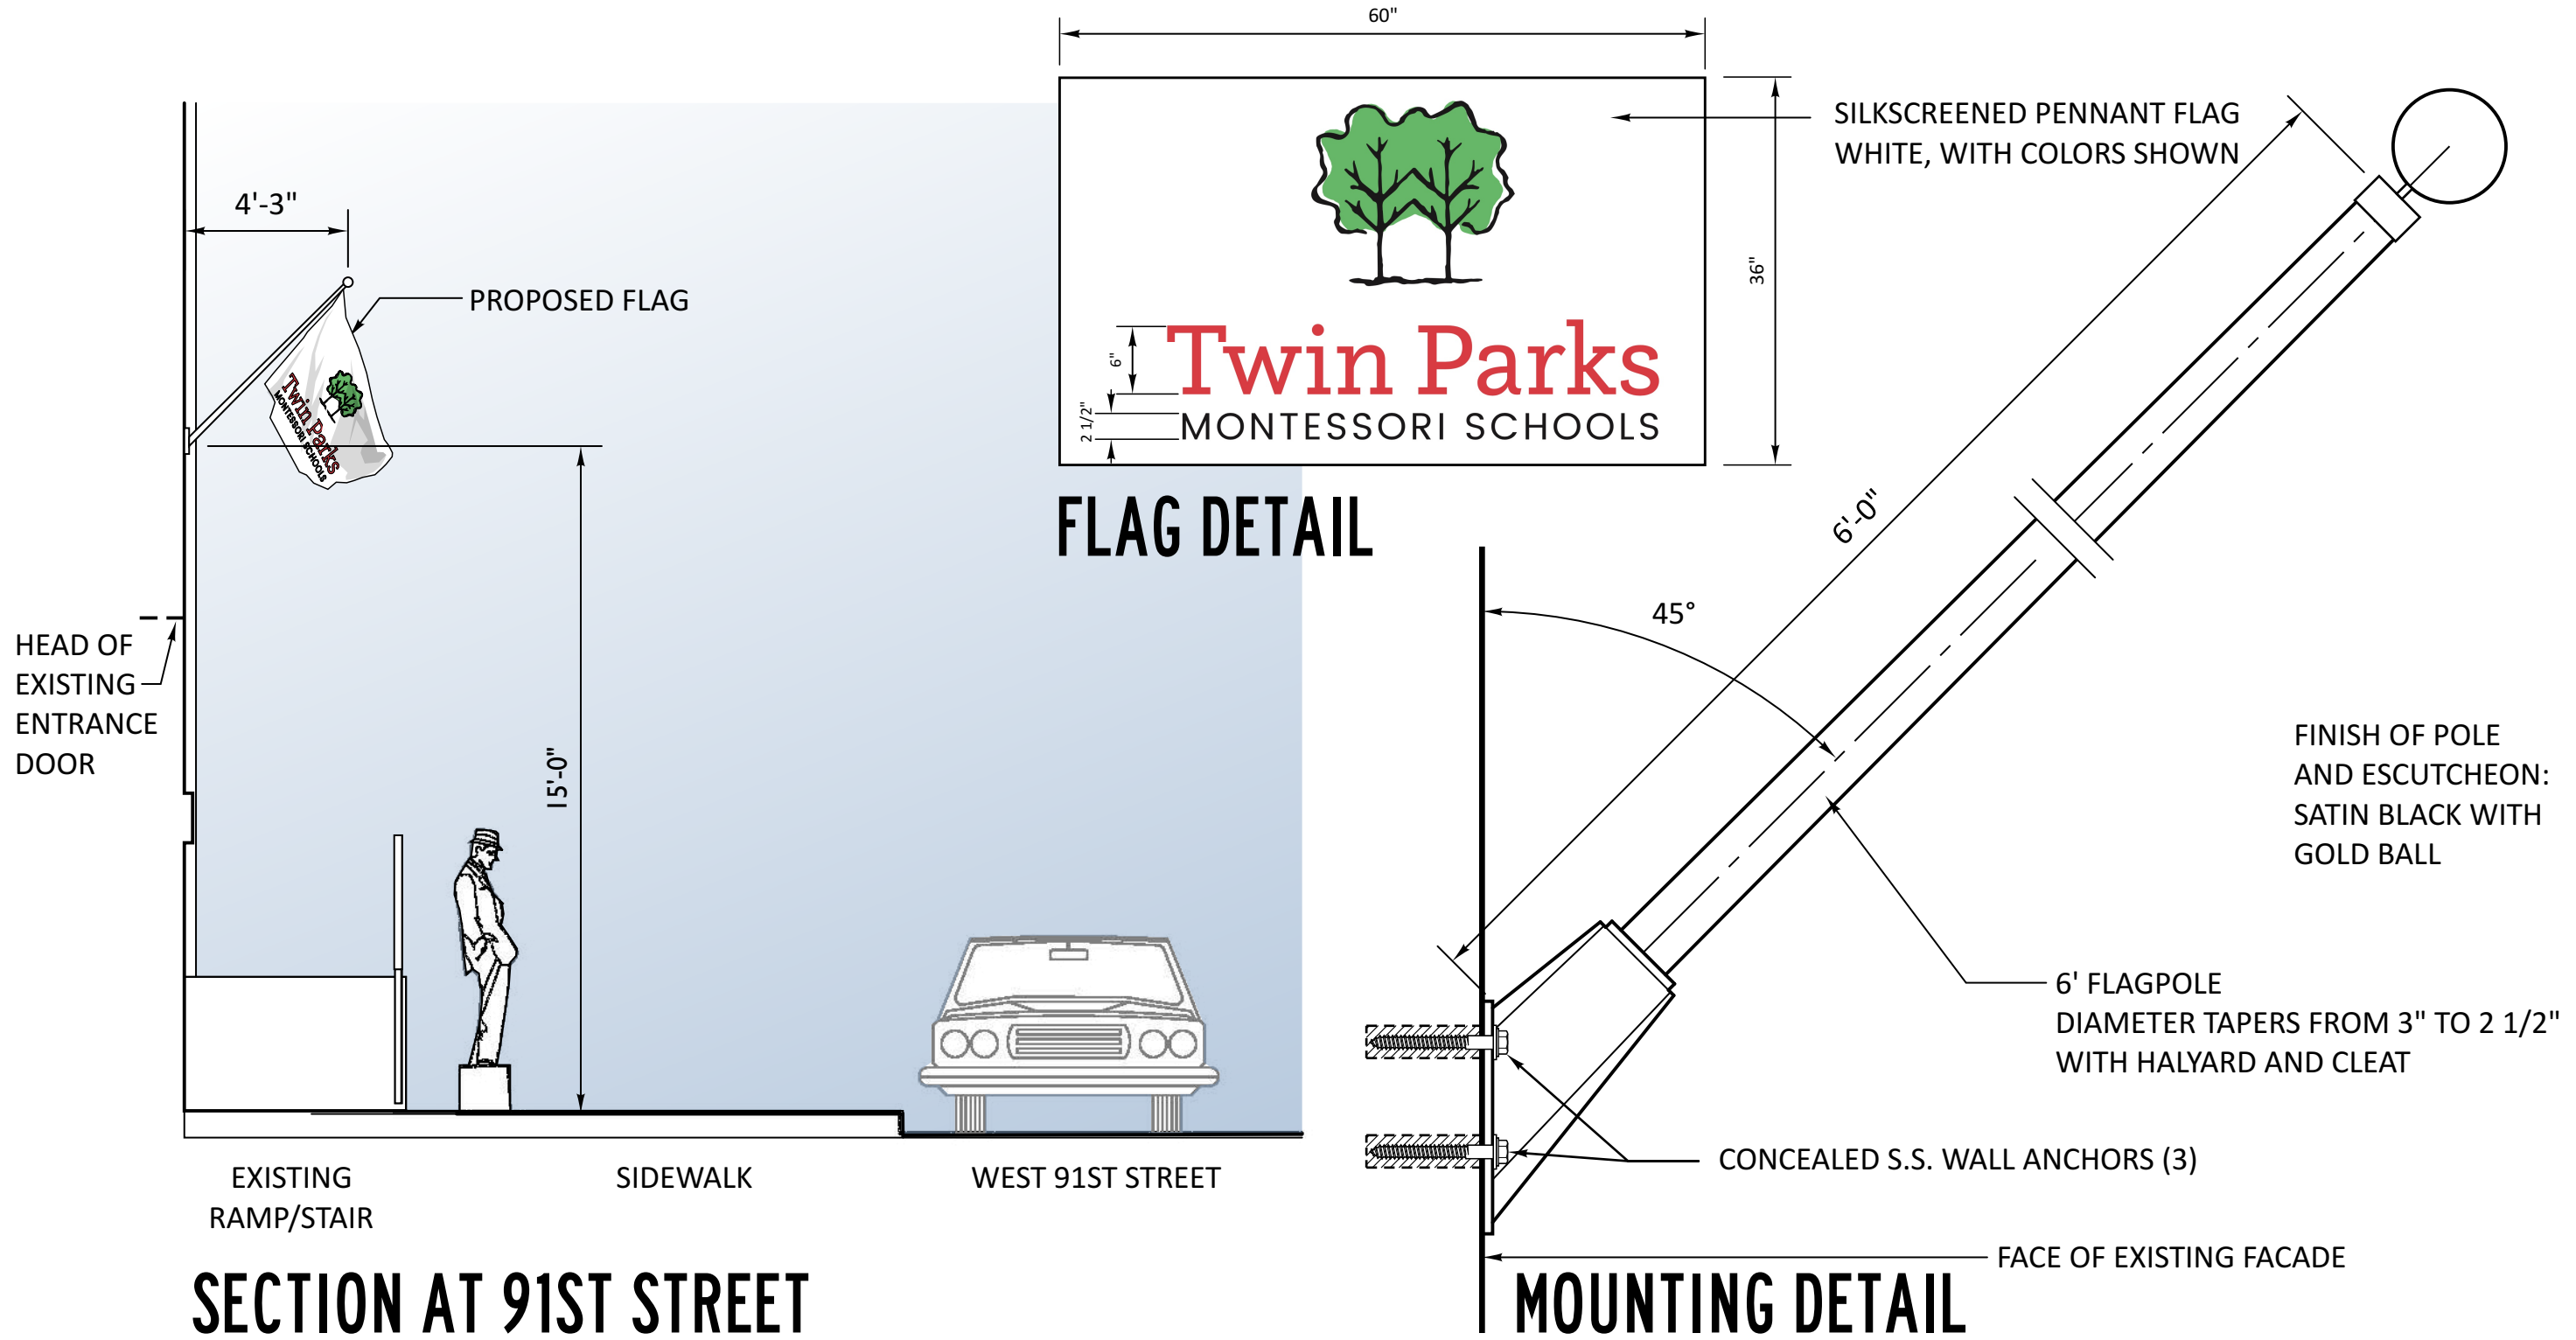 60"
SILKSCREENED PENNANT FLAG
WHITE, WITH COLORS SHOWN
4'-3"
PROPOSED FLAG
Twin Parks
MONTESSORI SCHOOLS
36"
6"
2 1/2"
Twin Parks
MONTESSORI SCHOOLS
FLAG DETAIL
6'-0"
45°
HEAD OF
EXISTING
ENTRANCE
DOOR
15'-0"
FINISH OF POLE
AND ESCUTCHEON:
SATIN BLACK WITH
GOLD BALL
6' FLAGPOLE
DIAMETER TAPERS FROM 3" TO 2 1/2"
WITH HALYARD AND CLEAT
CONCEALED S.S. WALL ANCHORS (3)
EXISTING
RAMP/STAIR
SIDEWALK
WEST 91ST STREET
FACE OF EXISTING FACADE
SECTION AT 91ST STREET
MOUNTING DETAIL